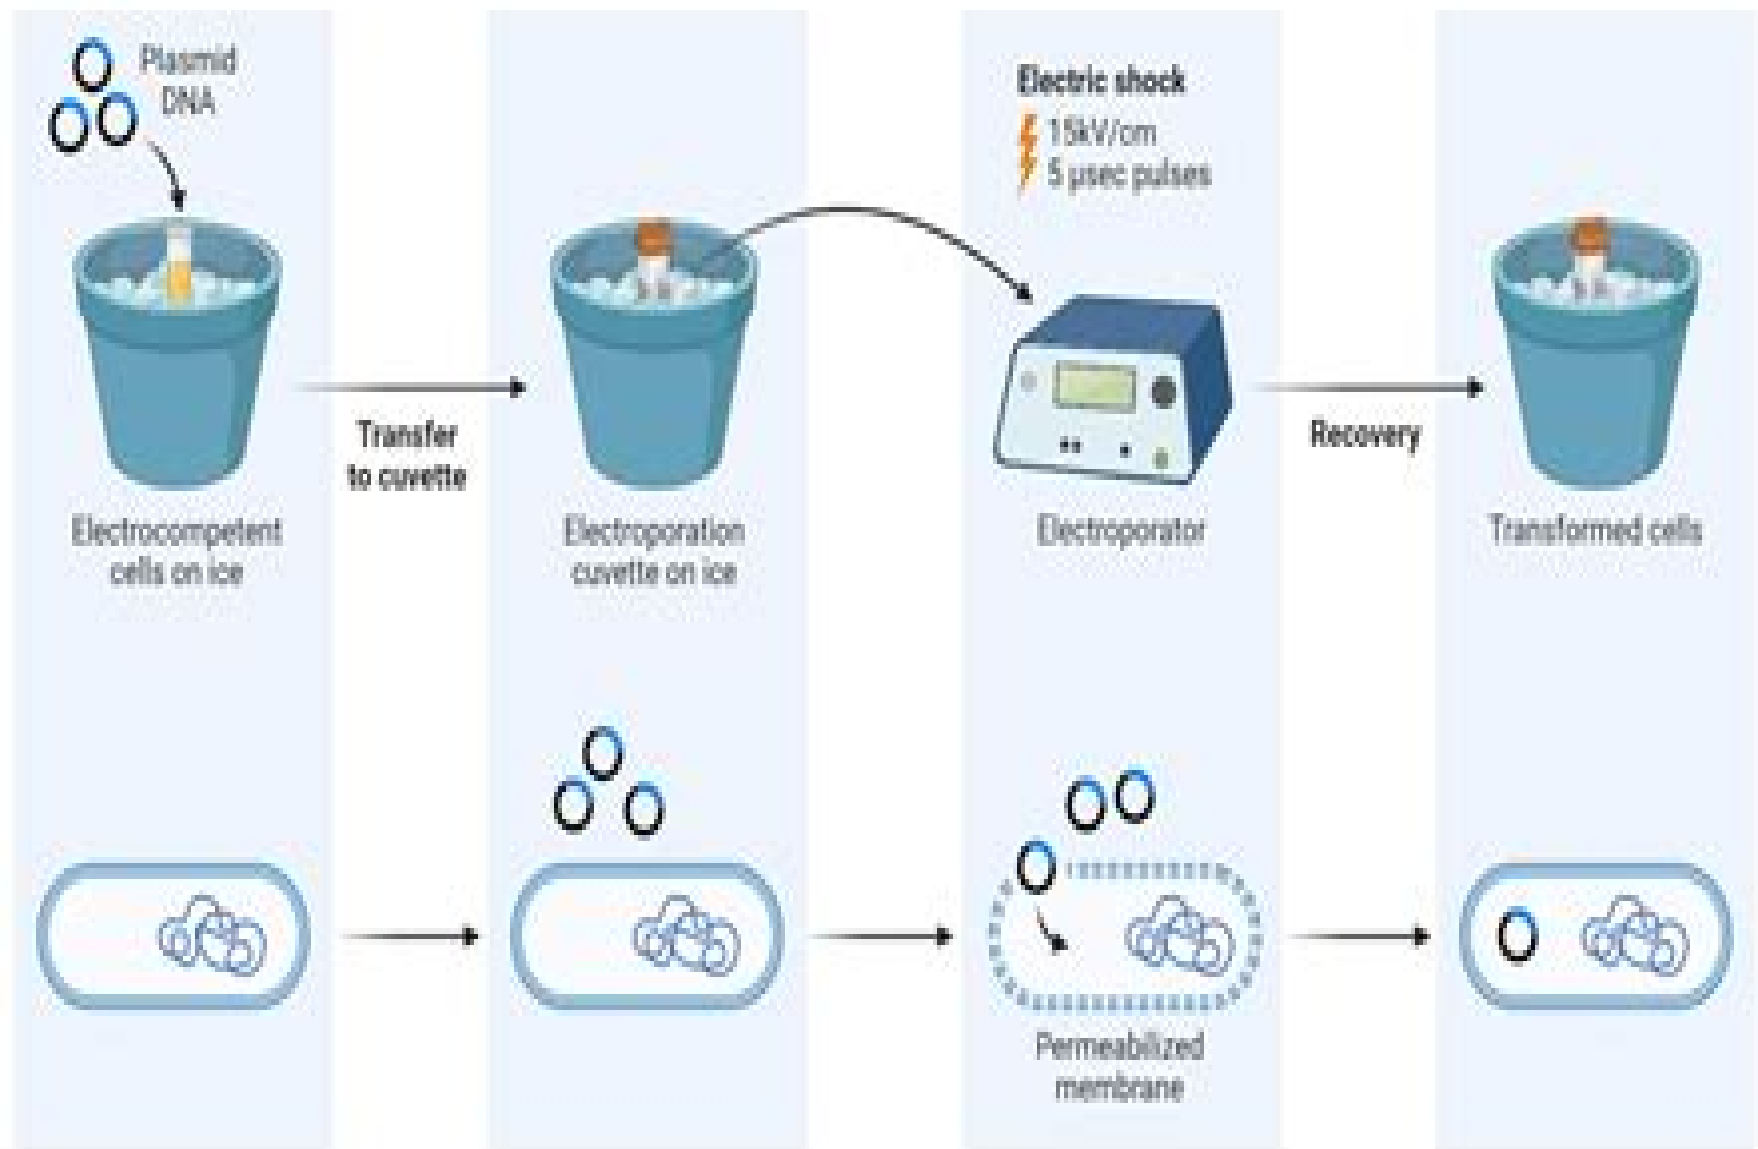 Plasmid
DNA
Electric shock
15kV/cm
5 µsec pulses
Transfer
to cuvette
Recovery
Electrocompetent
cells on ice
Electroporation
cuvette on ice
Electroporator
Transformed cells
Permeabilized
membrane